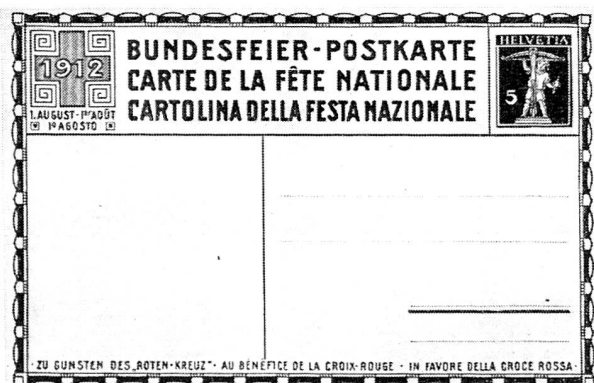 1912
1. AUGUST · 1ER AOÛT
1º AGOSTO
BUNDESFEIER-POSTKARTE
CARTE DE LA FÊTE NATIONALE
CARTOLINA DELLA FESTA NAZIONALE
HELVETIA
5
· ZU GUNSTEN DES „ROTEN-KREUZ“ · AU BÉNÉFICE DE LA CROIX-ROUGE · IN FAVORE DELLA CROCE ROSSA ·